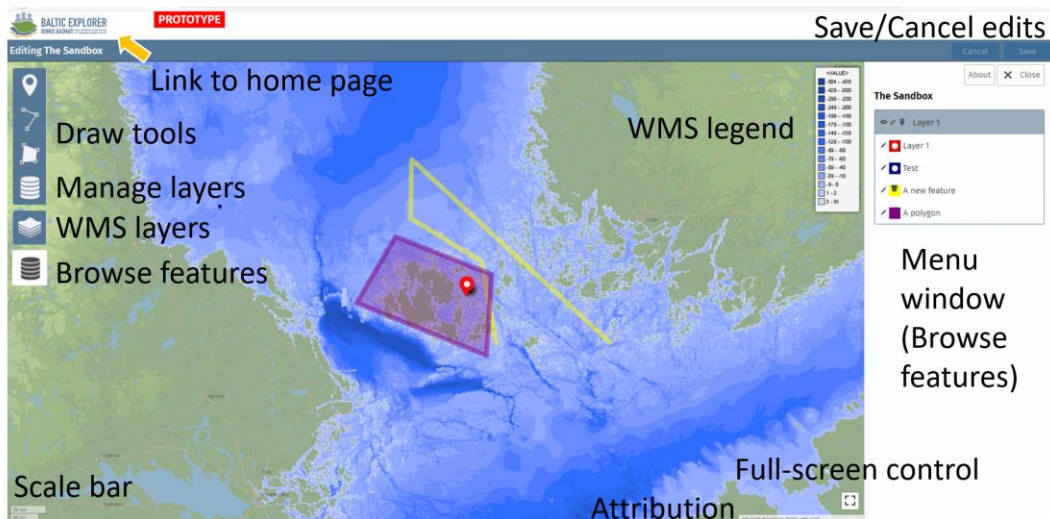 BALTIC EXPLORER
PROTOTYPE
Save/Cancel edits
Editing The Sandbox
Cancel
Save
Link to home page
Draw tools
Manage layers
WMS layers
Browse features
WMS legend
<VALUE>
About
Close
The Sandbox
Layer 1
Layer 1
Test
A new feature
A polygon
Menu
window
(Browse
features)
Scale bar
Full-screen control
Attribution